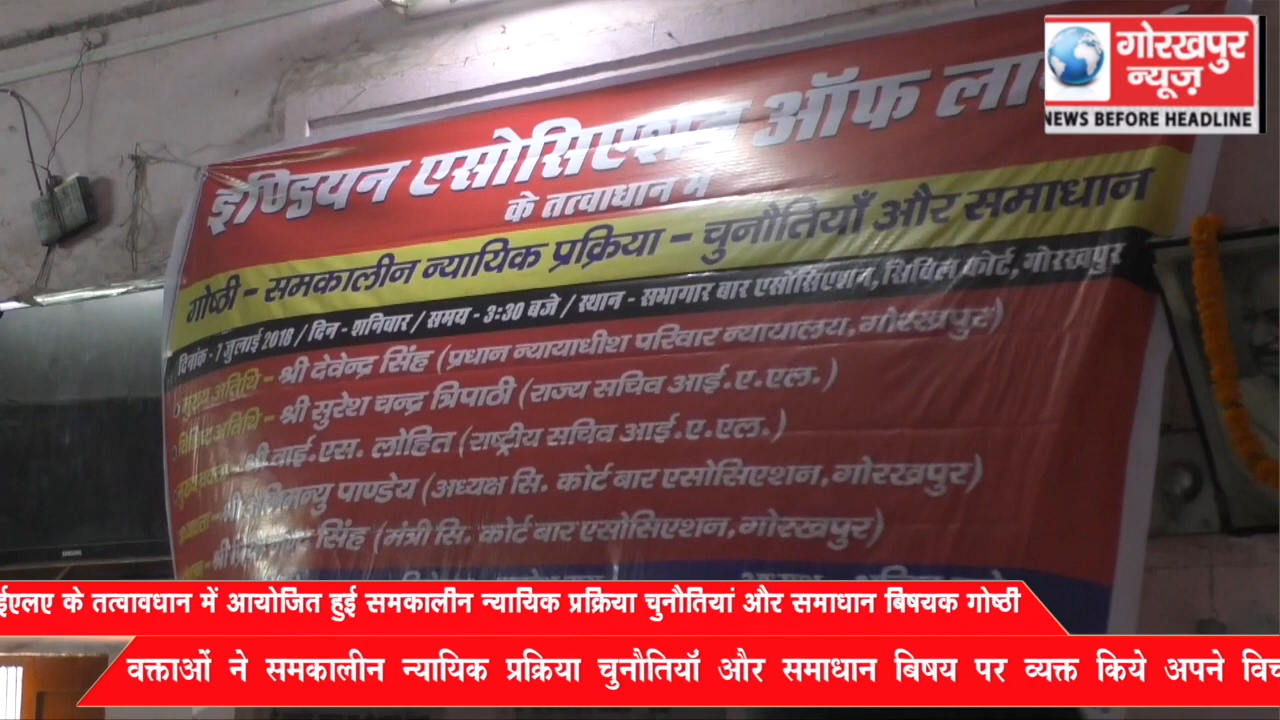 गोरखपुर
न्यूज़
NEWS BEFORE HEADLINE
इण्डियन एसोसिएशन ऑफ
के तत्वाधान में
गोष्ठी - समकालीन न्यायिक प्रक्रिया - चुनौतियाँ और समाधान
दिनांक - 7 जुलाई 2018 / दिन - शनिवार / समय - 3:30 बजे / स्थान - सभागार बार एसोसिएशन, सिविल कोर्ट, गोरखपुर
मुख्य अतिथि - श्री देवेन्द्र सिंह (प्रधान न्यायाधीश परिवार न्यायालय, गोरखपुर)
विशिष्ट अतिथि - श्री सुरेश चन्द्र त्रिपाठी (राज्य सचिव आई.ए.एल.)
श्री वाई.एस. लोहित (राष्ट्रीय सचिव आई.ए.एल.)
पाण्डेय (अध्यक्ष सि. कोर्ट बार एसोसिएशन, गोरखपुर)
सिंह (मंत्री सि. कोर्ट बार एसोसिएशन, गोरखपुर)
SAMSUNG
ईएलए के तत्वावधान में आयोजित हुई समकालीन न्यायिक प्रक्रिया चुनौतियां और समाधान बिषयक गोष्ठी
वक्ताओं ने समकालीन न्यायिक प्रक्रिया चुनौतियॉ और समाधान बिषय पर व्यक्त किये अपने विच